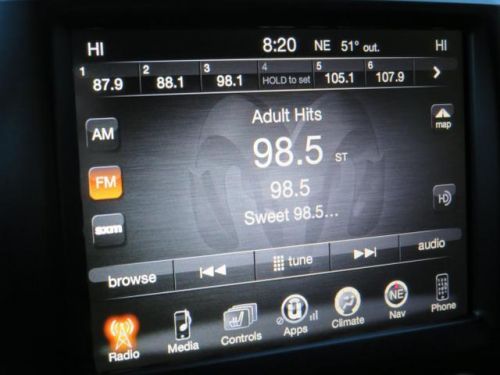 HI 8:20 NE 51° out. HI
1 2 3 4 5 6
87.9 88.1 98.1 HOLD to set 105.1 107.9
Adult Hits
AM
98.5 ST
map
FM
98.5
Sweet 98.5...
sxm
HD
browse tune audio
Radio Media Controls Apps Climate NE Nav Phone